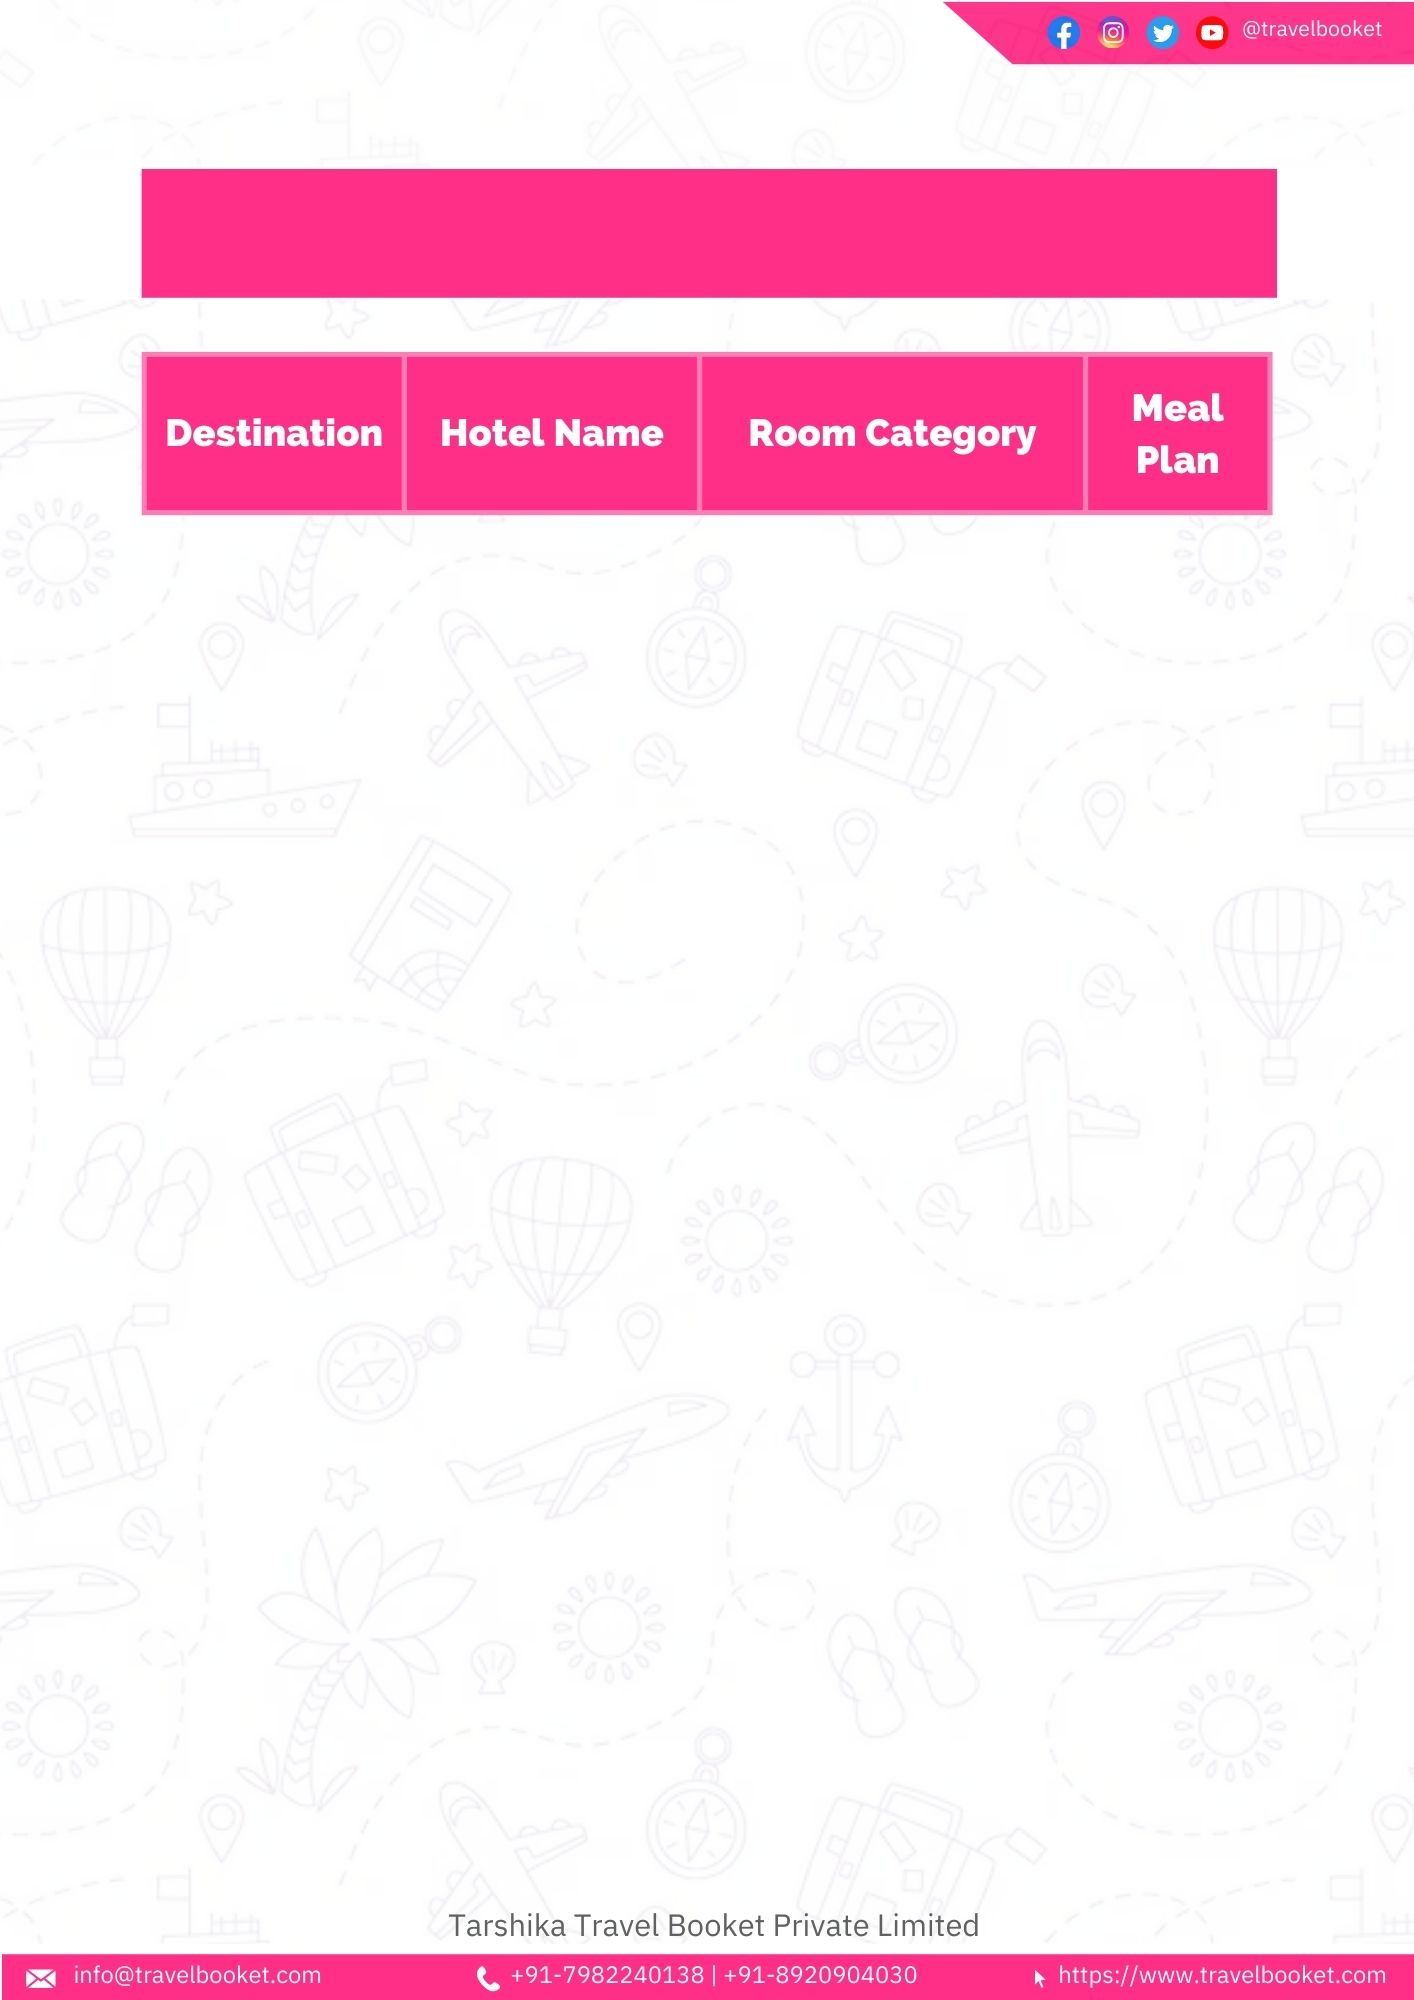 @travelbooket
Destination
Hotel Name
Room Category
Meal
Plan
Tarshika Travel Booket Private Limited
info@travelbooket.com
+91-7982240138 | +91-8920904030
https://www.travelbooket.com